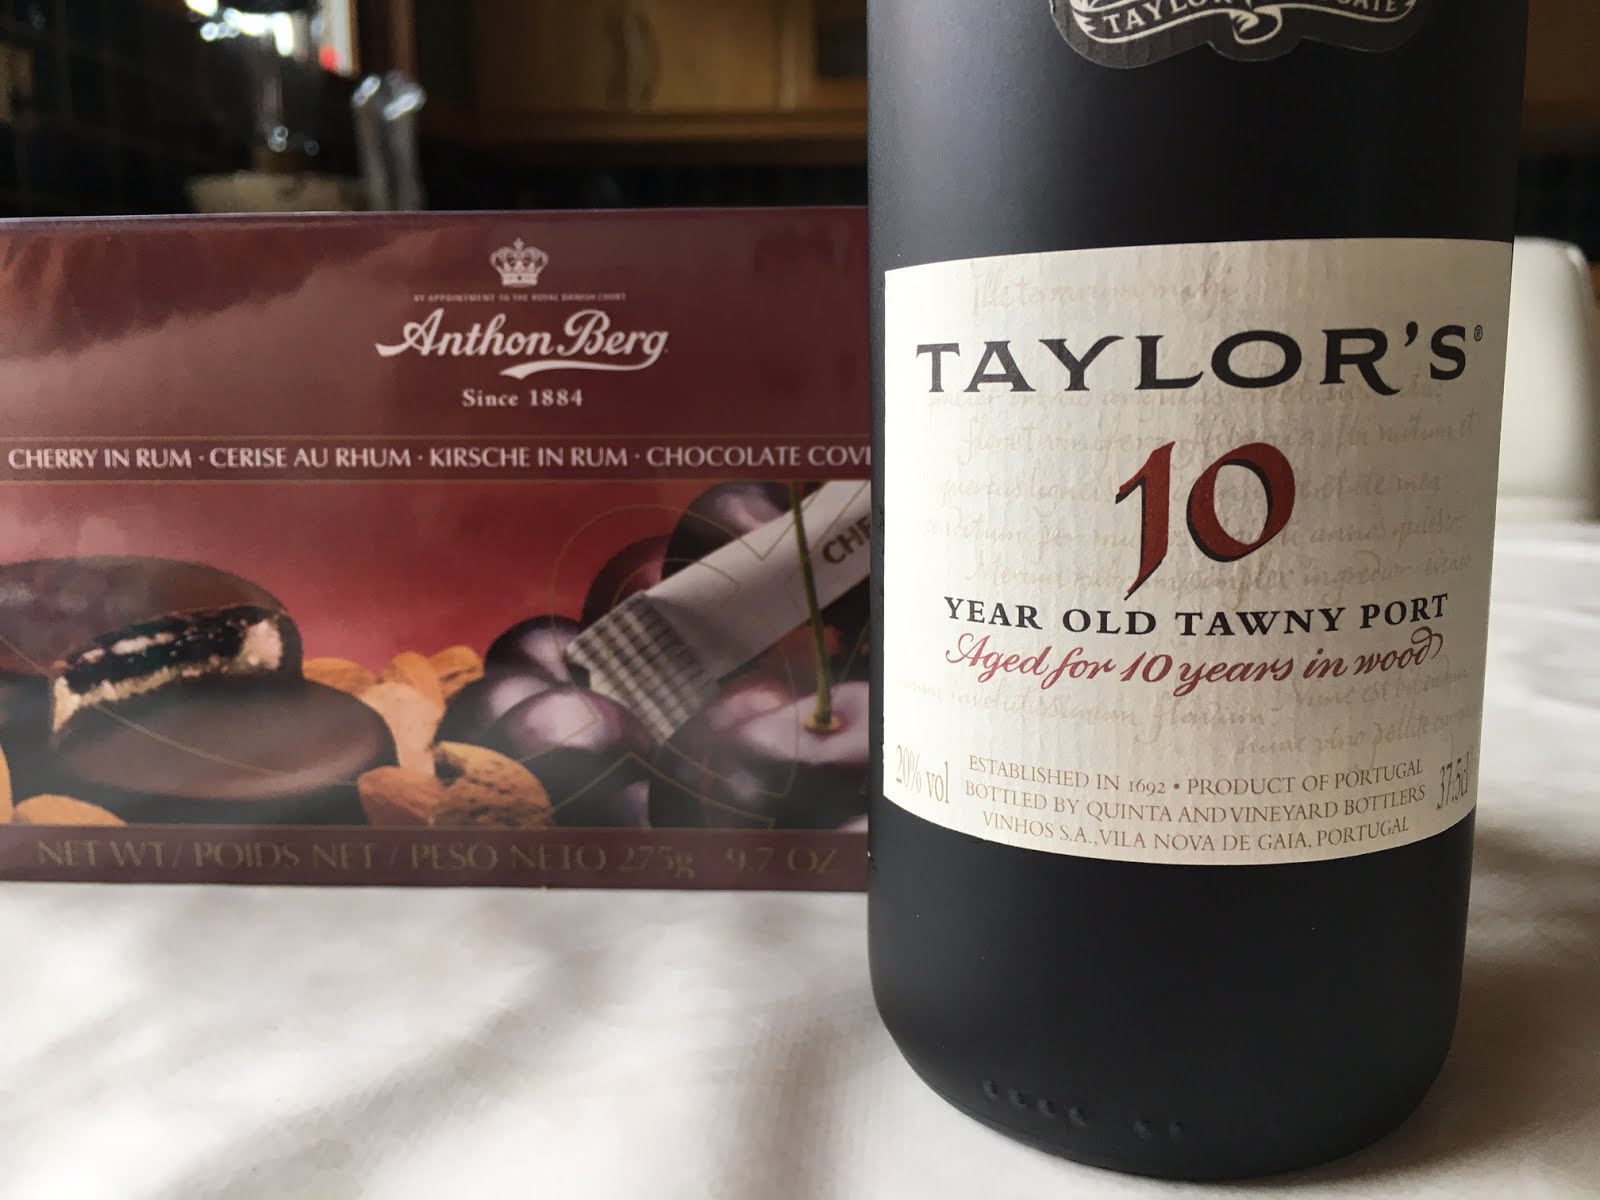 BY APPOINTMENT TO THE ROYAL DANISH COURT
Anthon Berg
Since 1884
CHERRY IN RUM · CERISE AU RHUM · KIRSCHE IN RUM · CHOCOLATE COVE
CHE
NET WT / POIDS NET / PESO NETO 275g 9.7 OZ
TAYLOR
TAYLOR'S®
10
YEAR OLD TAWNY PORT
Aged for 10 years in wood
20% vol
ESTABLISHED IN 1692 • PRODUCT OF PORTUGAL
BOTTLED BY QUINTA AND VINEYARD BOTTLERS
VINHOS S.A., VILA NOVA DE GAIA, PORTUGAL
37.5cl